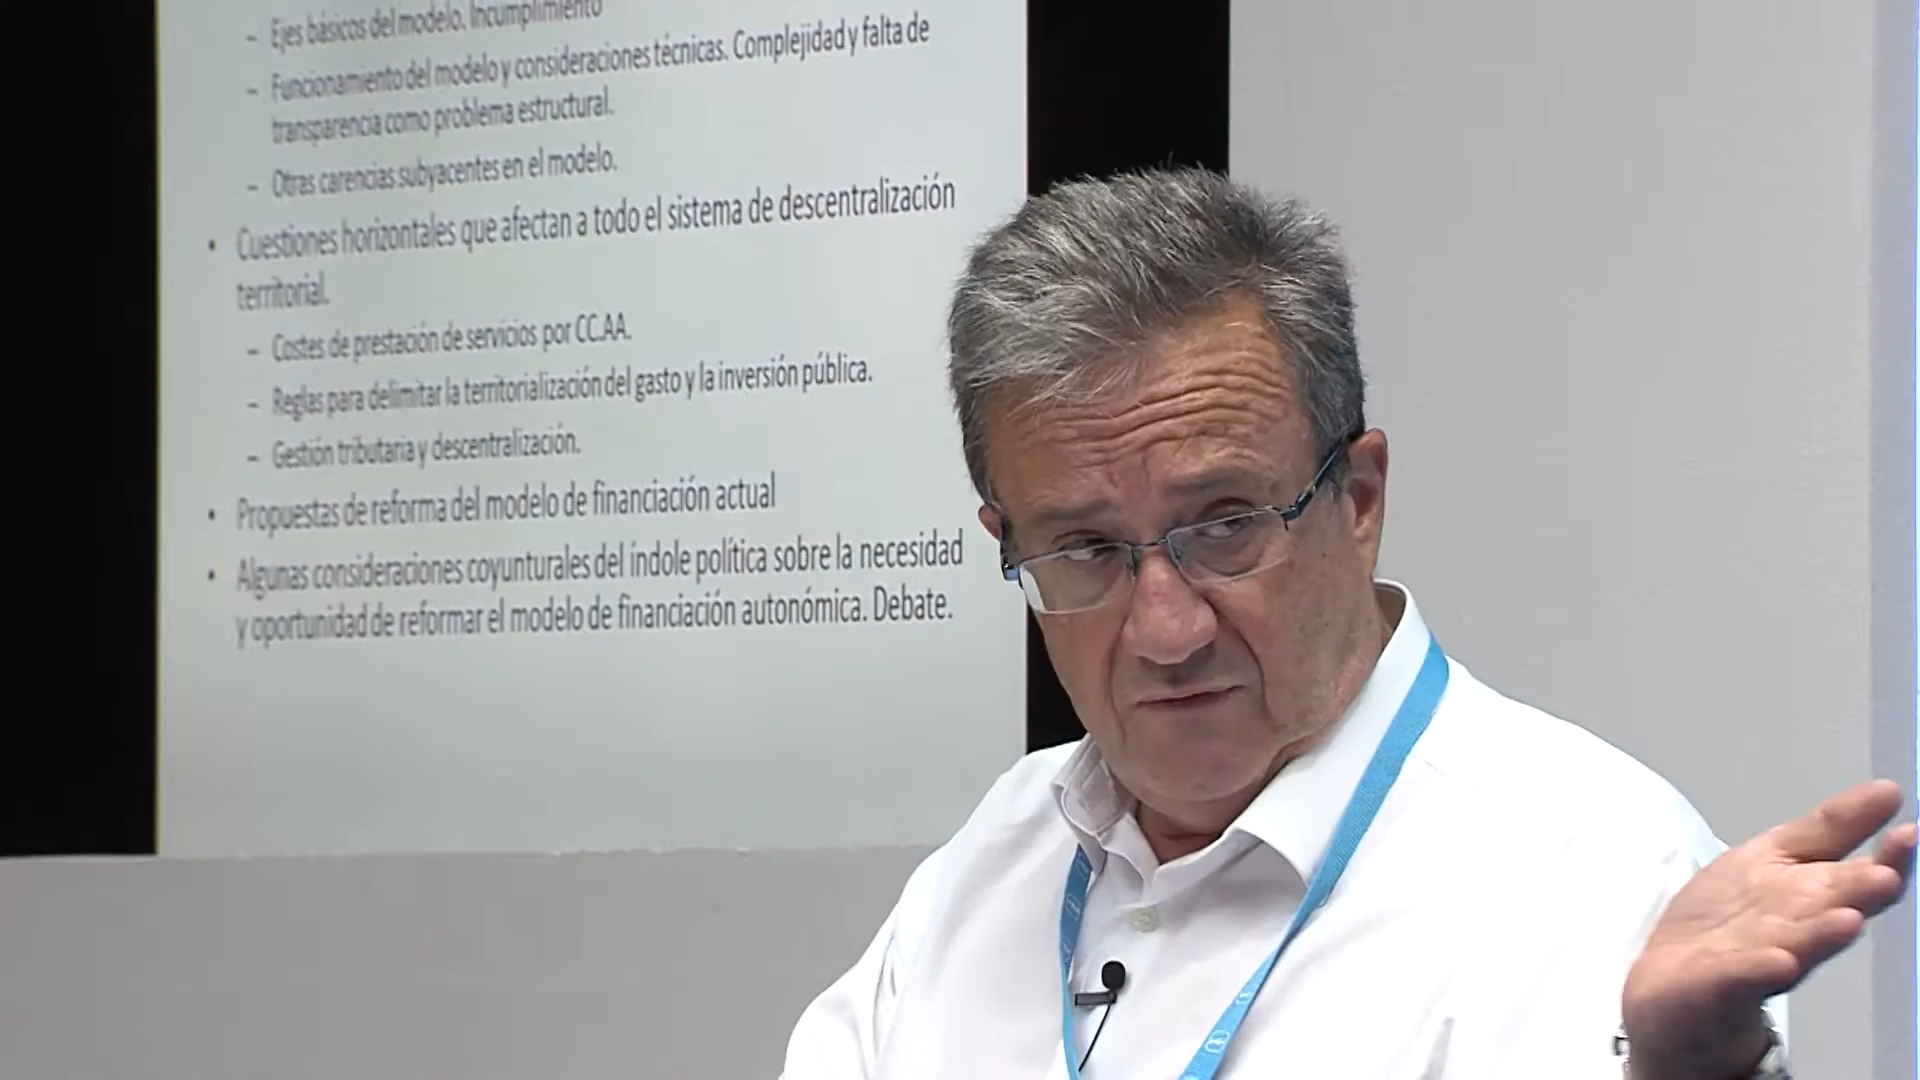 – Ejes básicos del modelo. Incumplimiento
– Funcionamiento del modelo y consideraciones técnicas. Complejidad y falta de
transparencia como problema estructural.
– Otras carencias subyacentes en el modelo.
• Cuestiones horizontales que afectan a todo el sistema de descentralización
territorial.
– Costes de prestación de servicios por CC.AA.
– Reglas para delimitar la territorialización del gasto y la inversión pública.
– Gestión tributaria y descentralización.
• Propuestas de reforma del modelo de financiación actual
• Algunas consideraciones coyunturales del índole política sobre la necesidad
y oportunidad de reformar el modelo de financiación autonómica. Debate.